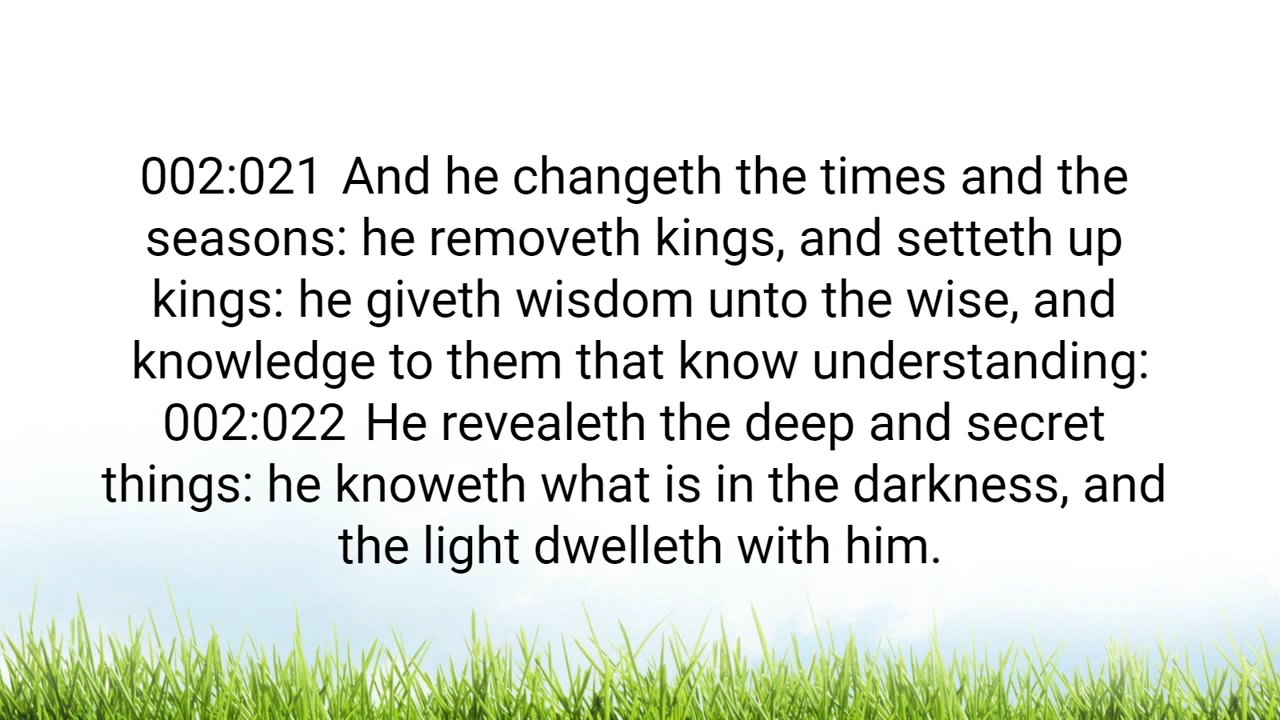 002:021 And he changeth the times and the
seasons: he removeth kings, and setteth up
kings: he giveth wisdom unto the wise, and
knowledge to them that know understanding:
002:022 He revealeth the deep and secret
things: he knoweth what is in the darkness, and
the light dwelleth with him.